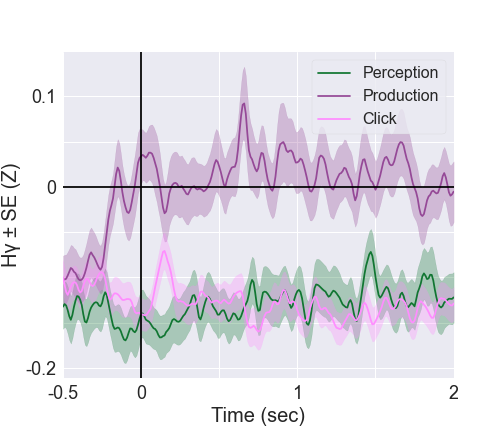 Perception
Production
Click
Hγ ± SE (Z)
0.1
0
-0.2
-0.5
0
1
2
Time (sec)